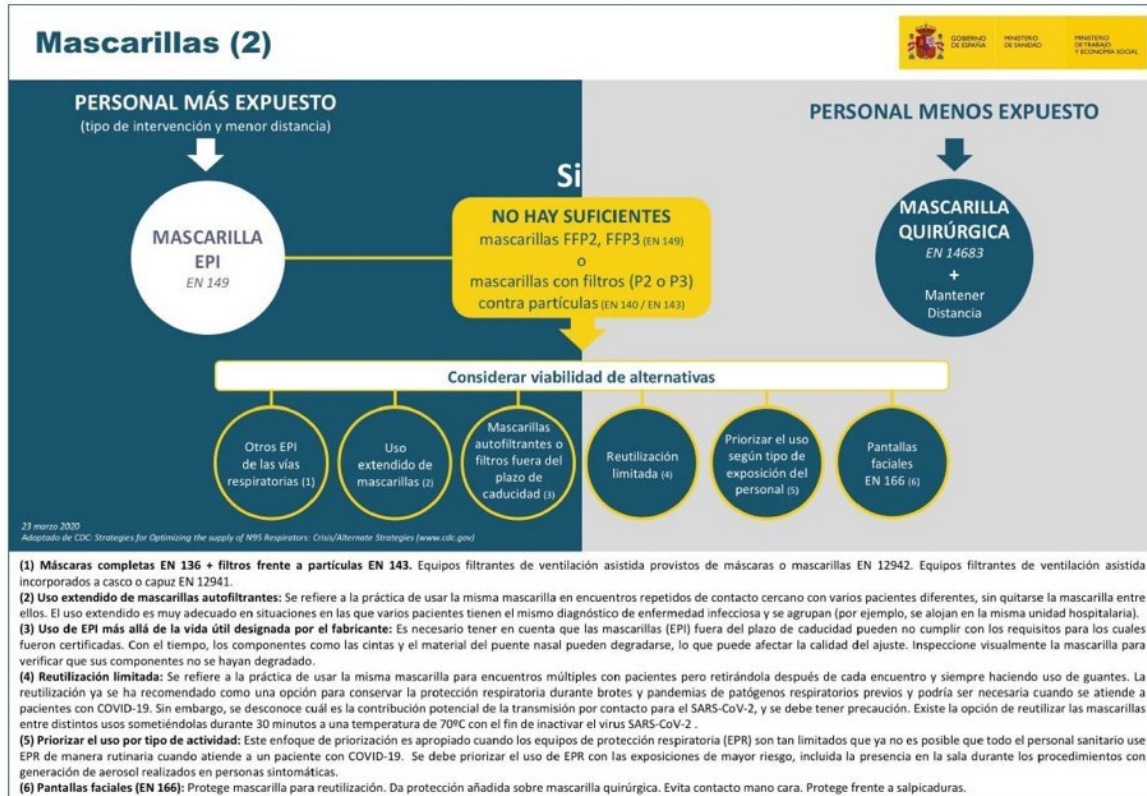 Mascarillas (2)
GOBIERNO
DE ESPAÑA
MINISTERIO
DE SANIDAD
MINISTERIO
DE TRABAJO
Y ECONOMÍA SOCIAL
PERSONAL MÁS EXPUESTO
(tipo de intervención y menor distancia)
PERSONAL MENOS EXPUESTO
Si
MASCARILLA
EPI
EN 149
NO HAY SUFICIENTES
mascarillas FFP2, FFP3 (EN 149)
o
mascarillas con filtros (P2 o P3)
contra partículas (EN 140 / EN 143)
MASCARILLA
QUIRÚRGICA
EN 14683
+
Mantener
Distancia
Considerar viabilidad de alternativas
Otros EPI
de las vías
respiratorias (1)
Uso
extendido de
mascarillas (2)
Mascarillas
autofiltrantes o
filtros fuera del
plazo de
caducidad (3)
Reutilización
limitada (4)
Priorizar el uso
según tipo de
exposición del
personal (5)
Pantallas
faciales
EN 166 (6)
23 marzo 2020
Adaptado de CDC: Strategies for Optimizing the supply of N95 Respirators: Crisis/Alternate Strategies (www.cdc.gov)
(1) Máscaras completas EN 136 + filtros frente a partículas EN 143. Equipos filtrantes de ventilación asistida provistos de máscaras o mascarillas EN 12942. Equipos filtrantes de ventilación asistida
incorporados a casco o capuz EN 12941.
(2) Uso extendido de mascarillas autofiltrantes: Se refiere a la práctica de usar la misma mascarilla en encuentros repetidos de contacto cercano con varios pacientes diferentes, sin quitarse la mascarilla entre
ellos. El uso extendido es muy adecuado en situaciones en las que varios pacientes tienen el mismo diagnóstico de enfermedad infecciosa y se agrupan (por ejemplo, se alojan en la misma unidad hospitalaria).
(3) Uso de EPI más allá de la vida útil designada por el fabricante: Es necesario tener en cuenta que las mascarillas (EPI) fuera del plazo de caducidad pueden no cumplir con los requisitos para los cuales
fueron certificadas. Con el tiempo, los componentes como las cintas y el material del puente nasal pueden degradarse, lo que puede afectar la calidad del ajuste. Inspeccione visualmente la mascarilla para
verificar que sus componentes no se hayan degradado.
(4) Reutilización limitada: Se refiere a la práctica de usar la misma mascarilla para encuentros múltiples con pacientes pero retirándola después de cada encuentro y siempre haciendo uso de guantes. La
reutilización ya se ha recomendado como una opción para conservar la protección respiratoria durante brotes y pandemias de patógenos respiratorios previos y podría ser necesaria cuando se atiende a
pacientes con COVID-19. Sin embargo, se desconoce cuál es la contribución potencial de la transmisión por contacto para el SARS-CoV-2, y se debe tener precaución. Existe la opción de reutilizar las mascarillas
entre distintos usos sometiéndolas durante 30 minutos a una temperatura de 70ºC con el fin de inactivar el virus SARS-CoV-2 .
(5) Priorizar el uso por tipo de actividad: Este enfoque de priorización es apropiado cuando los equipos de protección respiratoria (EPR) son tan limitados que ya no es posible que todo el personal sanitario use
EPR de manera rutinaria cuando atiende a un paciente con COVID-19. Se debe priorizar el uso de EPR con las exposiciones de mayor riesgo, incluida la presencia en la sala durante los procedimientos con
generación de aerosol realizados en personas sintomáticas.
(6) Pantallas faciales (EN 166): Protege mascarilla para reutilización. Da protección añadida sobre mascarilla quirúrgica. Evita contacto mano cara. Protege frente a salpicaduras.